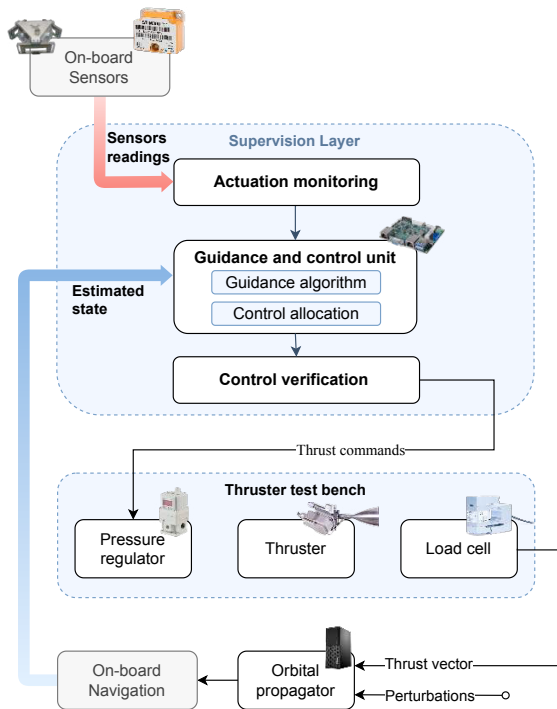 On-board
Sensors
Sensors
readings
Supervision Layer
Actuation monitoring
Guidance and control unit
Guidance algorithm
Control allocation
Estimated
state
Control verification
Thrust commands
Thruster test bench
Pressure
regulator
Thruster
Load cell
On-board
Navigation
Orbital
propagator
Thrust vector
Perturbations